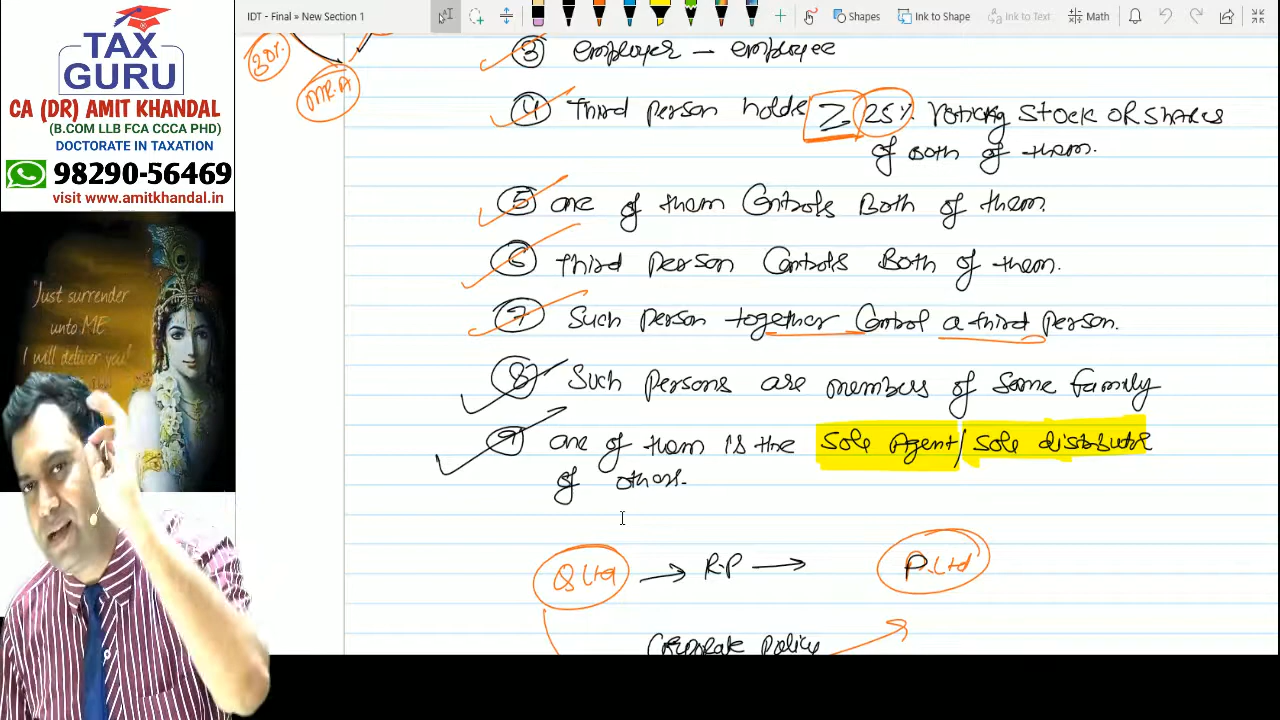 IDT - Final » New Section 1
Shapes
Ink to Shape
Ink to Text
Math
TAX
GURU
CA (DR) AMIT KHANDAL
(B.COM LLB FCA CCCA PHD)
DOCTORATE IN TAXATION
98290-56469
visit www.amitkhandal.in
"Just surrender
unto ME
I will deliver you"
30%
MR.A
③ employer – employee
④ Third person holds ≥ 25% voting stock or shares
of Both of them.
⑤ one of them Controls Both of them.
⑥ Third person Controls Both of them.
⑦ Such person together Control a third person.
⑧ Such persons are members of same family
⑨ one of them is the Sole Agent/ Sole distributor
of others.
Q Ltd → R.P → P. Ltd
Corporate policy